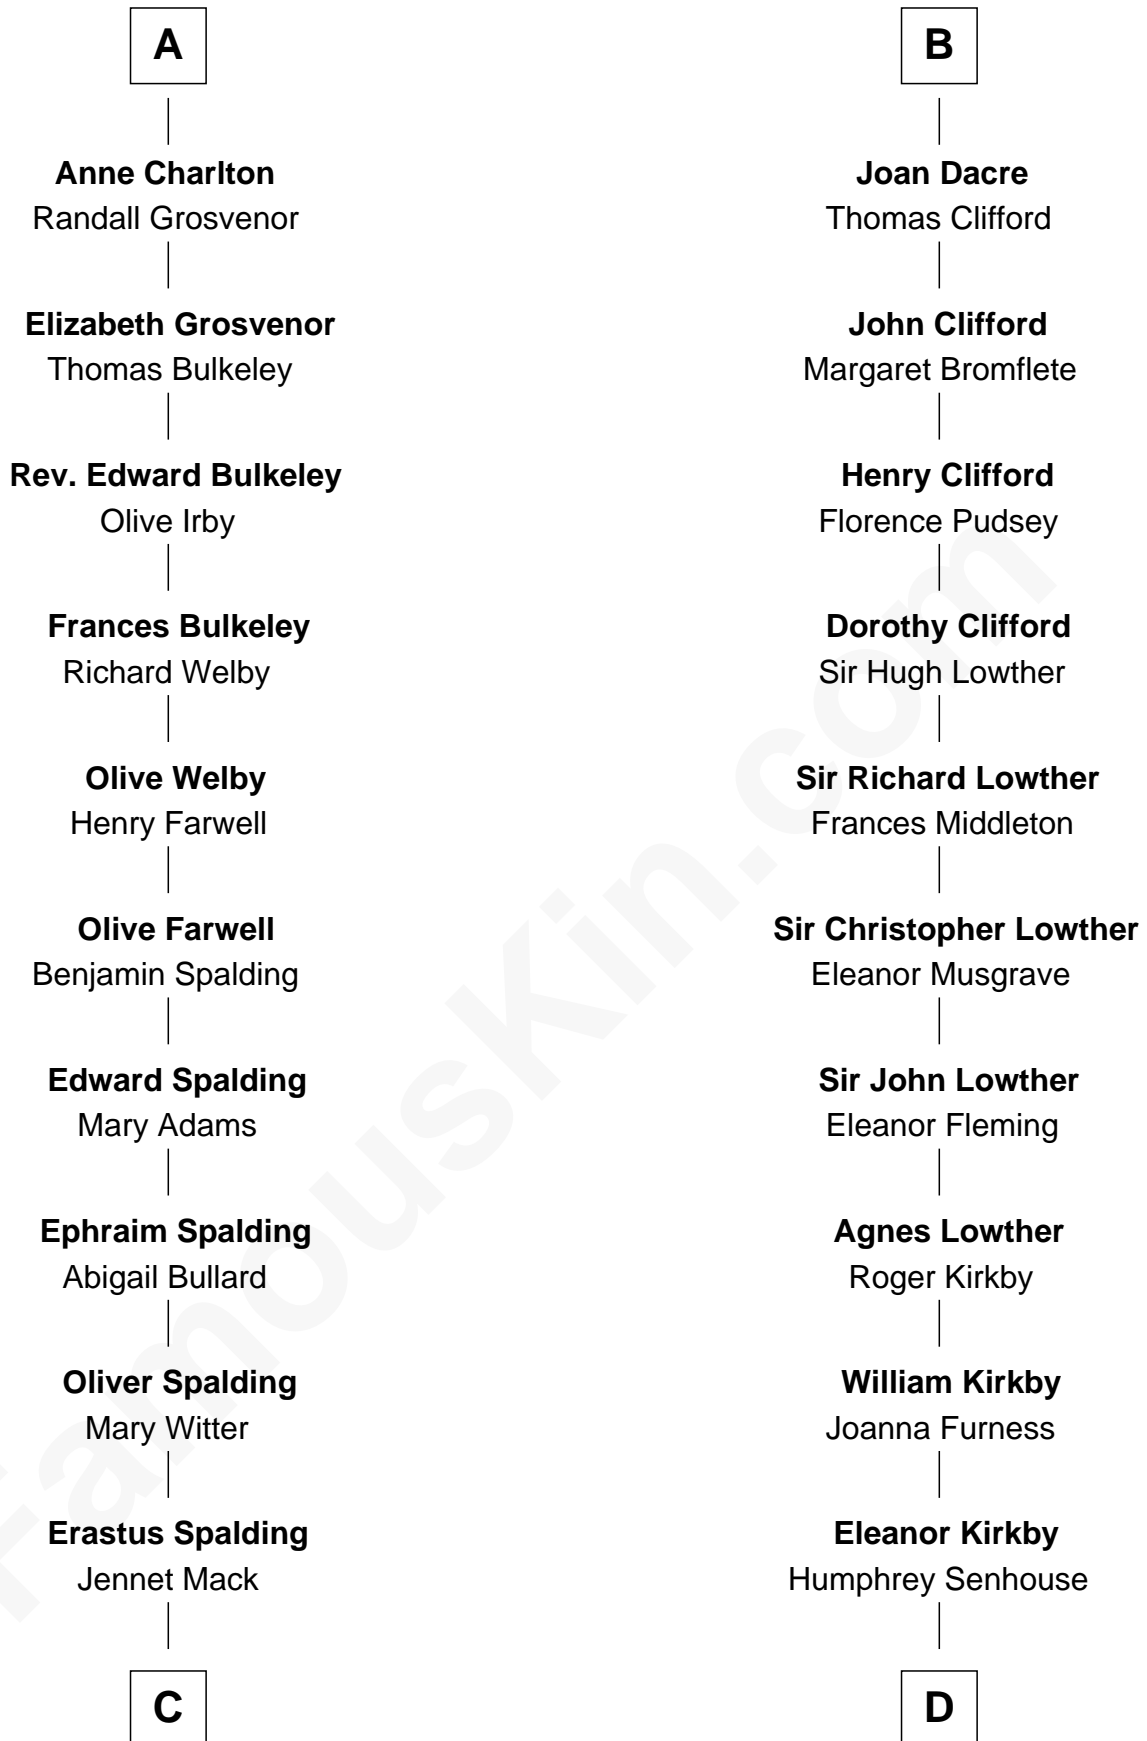 A
Anne Charlton
Randall Grosvenor
Elizabeth Grosvenor
Thomas Bulkeley
Rev. Edward Bulkeley
Olive Irby
Frances Bulkeley
Richard Welby
Olive Welby
Henry Farwell
Olive Farwell
Benjamin Spalding
Edward Spalding
Mary Adams
Ephraim Spalding
Abigail Bullard
Oliver Spalding
Mary Witter
Erastus Spalding
Jennet Mack
C
B
Joan Dacre
Thomas Clifford
John Clifford
Margaret Bromflete
Henry Clifford
Florence Pudsey
Dorothy Clifford
Sir Hugh Lowther
Sir Richard Lowther
Frances Middleton
Sir Christopher Lowther
Eleanor Musgrave
Sir John Lowther
Eleanor Fleming
Agnes Lowther
Roger Kirkby
William Kirkby
Joanna Furness
Eleanor Kirkby
Humphrey Senhouse
D
FamousKin.com